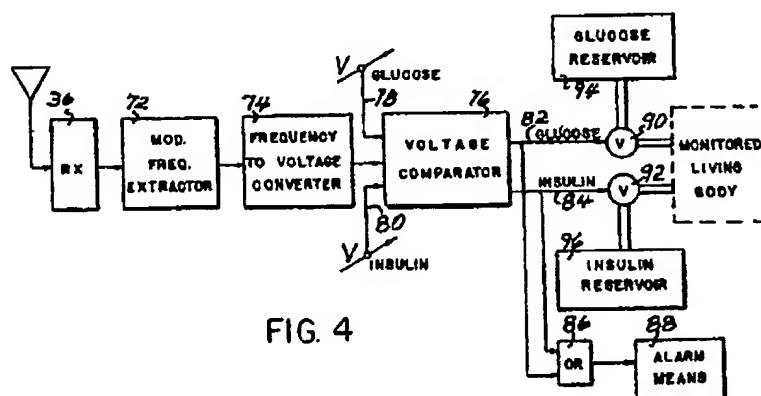 36
RX
72
MOD.
FREQ.
EXTRACTOR
74
FREQUENCY
TO VOLTAGE
CONVERTER
V
GLUCOSE
78
76
VOLTAGE
COMPARATOR
80
V
INSULIN
82
GLUCOSE
INSULIN
84
GLUCOSE
RESERVOIR
94
V
90
V
92
MONITORED
LIVING
BODY
96
INSULIN
RESERVOIR
86
OR
88
ALARM
MEANS
FIG. 4